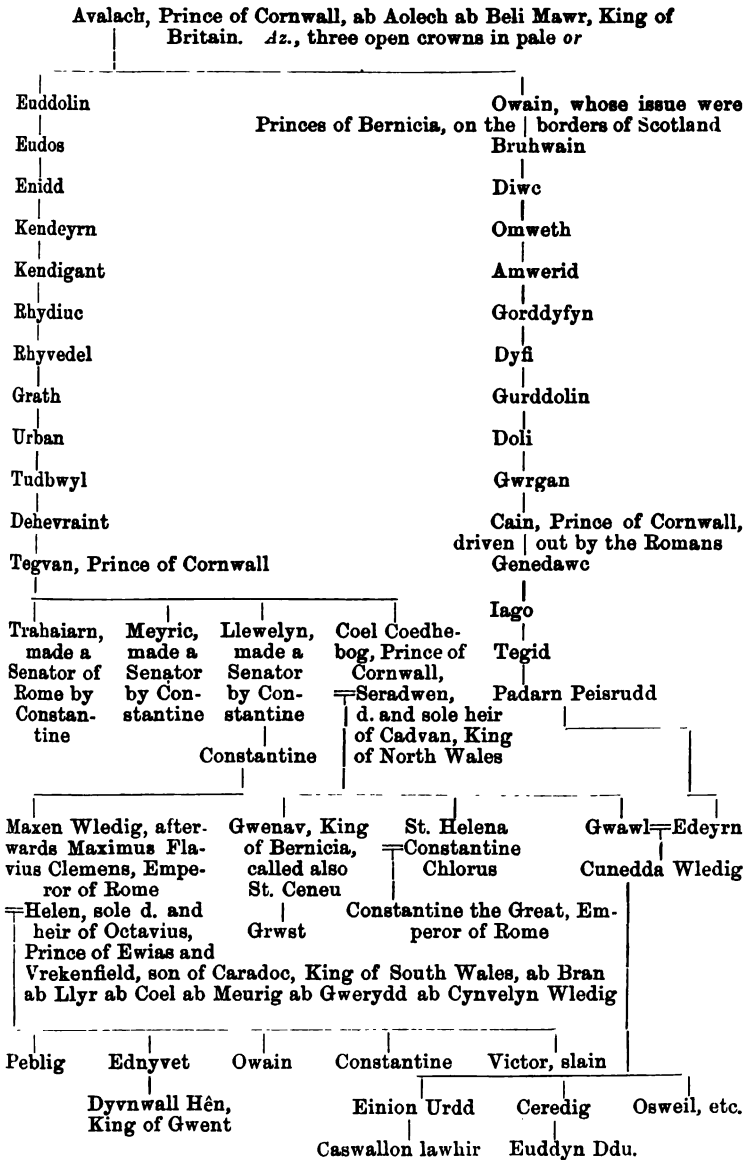 Avalach, Prince of Cornwall, ab Aolech ab Beli Mawr, King of
Britain. Az., three open crowns in pale or
Euddolin
Eudos
Enidd
Kendeyrn
Kendigant
Rhydiuc
Rhyvedel
Grath
Urban
Tudbwyl
Dehevraint
Tegvan, Prince of Cornwall
Owain, whose issue were
Princes of Bernicia, on the borders of Scotland
Bruhwain
Diwc
Omweth
Amwerid
Gorddyfyn
Dyfi
Gurddolin
Doli
Gwrgan
Cain, Prince of Cornwall,
driven out by the Romans
Genedawc
Iago
Tegid
Padarn Peisrudd
Trahaiarn,
made a
Senator of
Rome by
Constan-
tine
Meyric,
made a
Senator
by Con-
stantine
Llewelyn,
made a
Senator
by Con-
stantine
Constantine
Coel Coedhe-
bog, Prince of
Cornwall,
Seradwen,
d. and sole heir
of Cadvan, King
of North Wales
Maxen Wledig, after-
wards Maximus Fla-
vius Clemens, Empe-
ror of Rome
Helen, sole d. and
heir of Octavius,
Prince of Ewias and
Vrekenfield, son of Caradoc, King of South Wales, ab Bran
ab Llyr ab Coel ab Meurig ab Gwerydd ab Cynvelyn Wledig
Gwenav, King
of Bernicia,
called also
St. Ceneu
Grwst
St. Helena
Constantine
Chlorus
Constantine the Great, Em-
peror of Rome
Gwawl Edeyrn
Cunedda Wledig
Peblig Ednyvet Owain Constantine Victor, slain
Dyvnwall Hên,
King of Gwent
Einion Urdd Ceredig Osweil, etc.
Caswallon lawhir Euddyn Ddu.